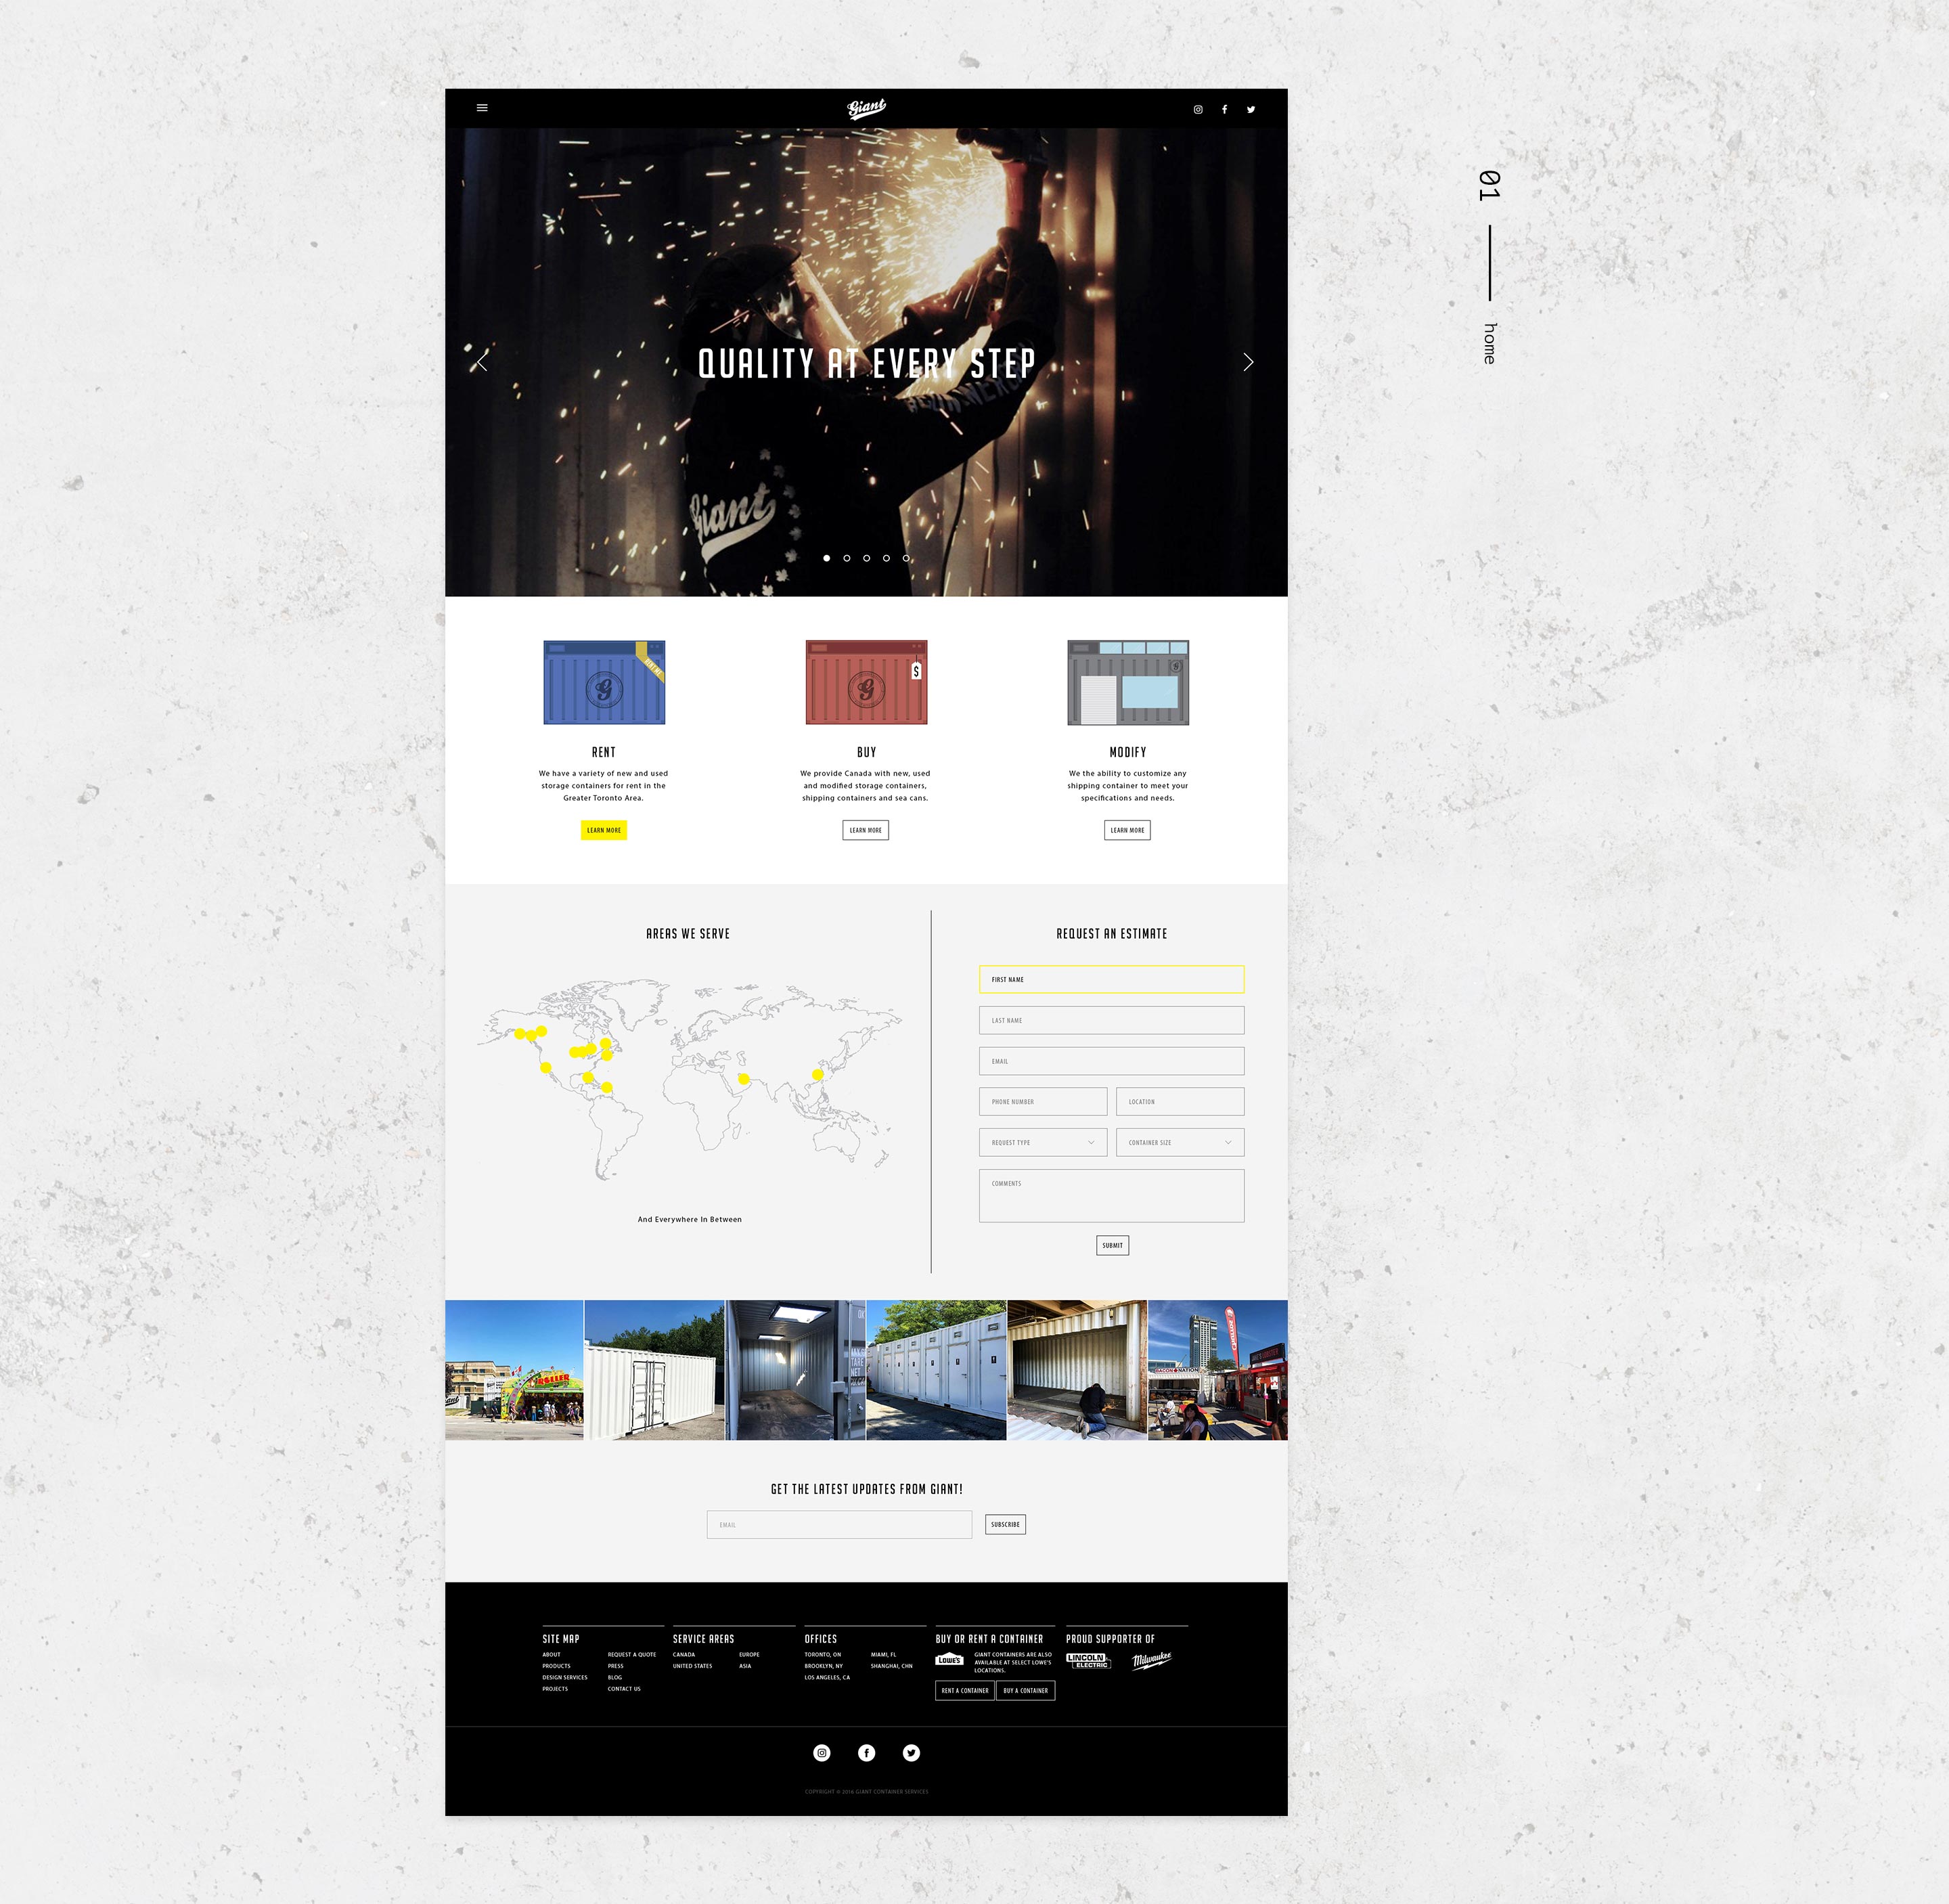 Giant
01
home
QUALITY AT EVERY STEP
Giant
G
G
$
RENT
We have a variety of new and used
storage containers for rent in the
Greater Toronto Area.
LEARN MORE
BUY
We provide Canada with new, used
and modified storage containers,
shipping containers and sea cans.
LEARN MORE
MODIFY
We the ability to customize any
shipping container to meet your
specifications and needs.
LEARN MORE
AREAS WE SERVE
And Everywhere In Between
REQUEST AN ESTIMATE
FIRST NAME
LAST NAME
EMAIL
PHONE NUMBER
LOCATION
REQUEST TYPE
CONTAINER SIZE
COMMENTS
SUBMIT
BACON NATION
GET THE LATEST UPDATES FROM GIANT!
EMAIL
SUBSCRIBE
SITE MAP
ABOUT
PRODUCTS
DESIGN SERVICES
PROJECTS
REQUEST A QUOTE
PRESS
BLOG
CONTACT US
SERVICE AREAS
CANADA
UNITED STATES
EUROPE
ASIA
OFFICES
TORONTO, ON
BROOKLYN, NY
LOS ANGELES, CA
MIAMI, FL
SHANGHAI, CHN
BUY OR RENT A CONTAINER
LOWE'S
GIANT CONTAINERS ARE ALSO
AVAILABLE AT SELECT LOWE'S
LOCATIONS.
RENT A CONTAINER
BUY A CONTAINER
PROUD SUPPORTER OF
LINCOLN
ELECTRIC
Milwaukee
COPYRIGHT © 2016 GIANT CONTAINER SERVICES